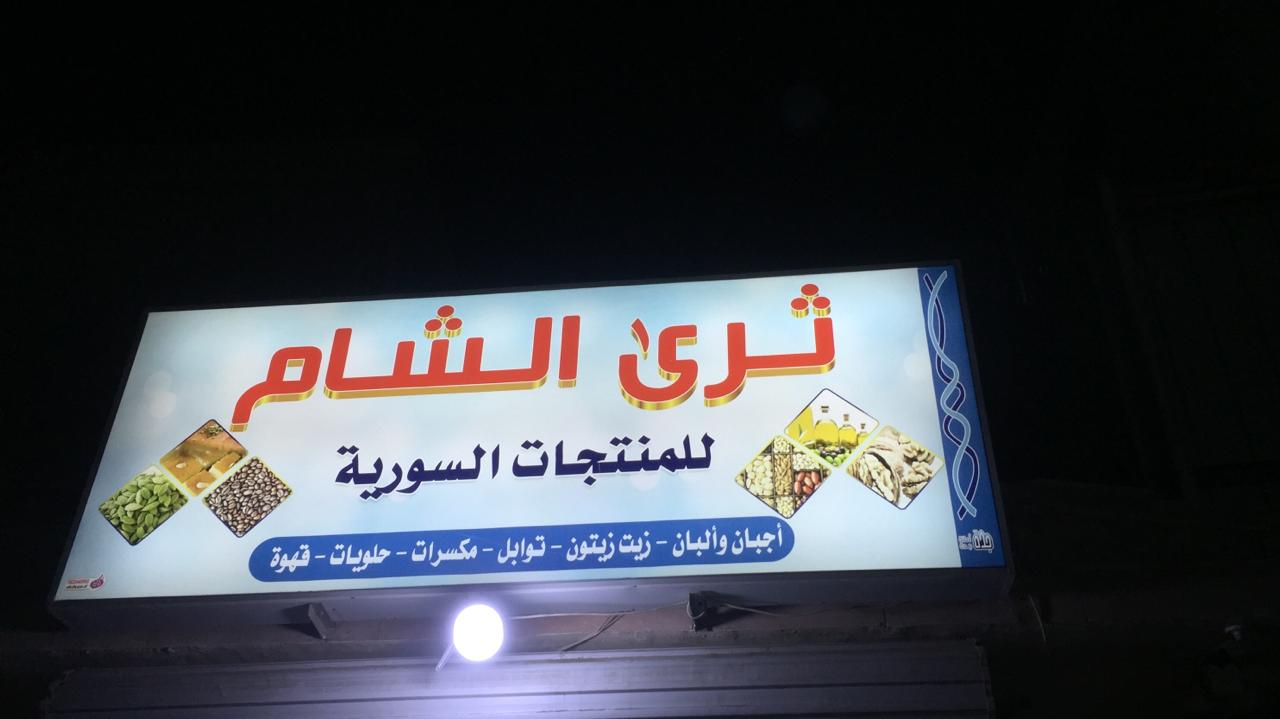 ثرى الشام
للمنتجات السورية
أجبان وألبان - زيت زيتون - توابل - مكسرات - حلويات - قهوة